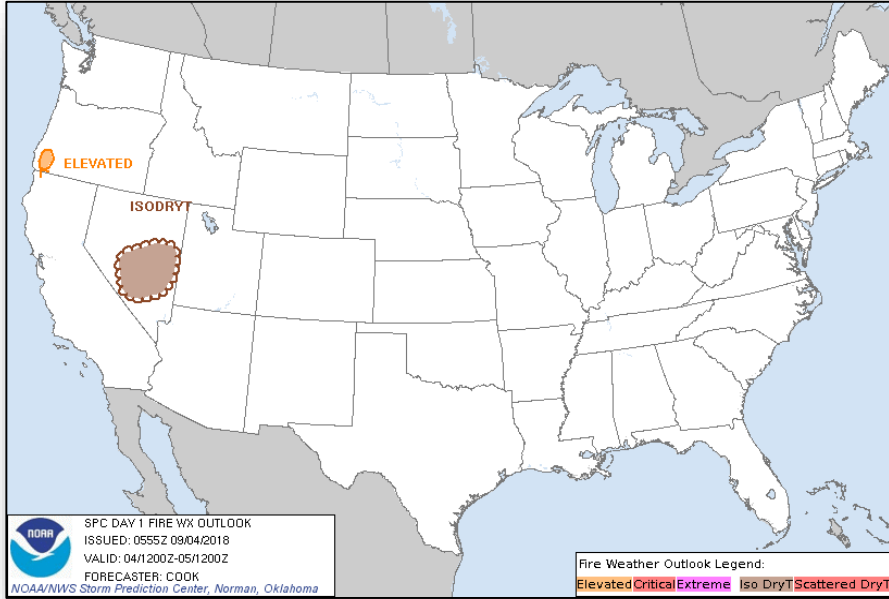 ELEVATED
ISODRYT
NOAA
SPC DAY 1 FIRE WX OUTLOOK
ISSUED: 0555Z 09/04/2018
VALID: 04/1200Z-05/1200Z
FORECASTER: COOK
NOAA/NWS Storm Prediction Center, Norman, Oklahoma
Fire Weather Outlook Legend:
Elevated Critical Extreme Iso DryT Scattered DryT